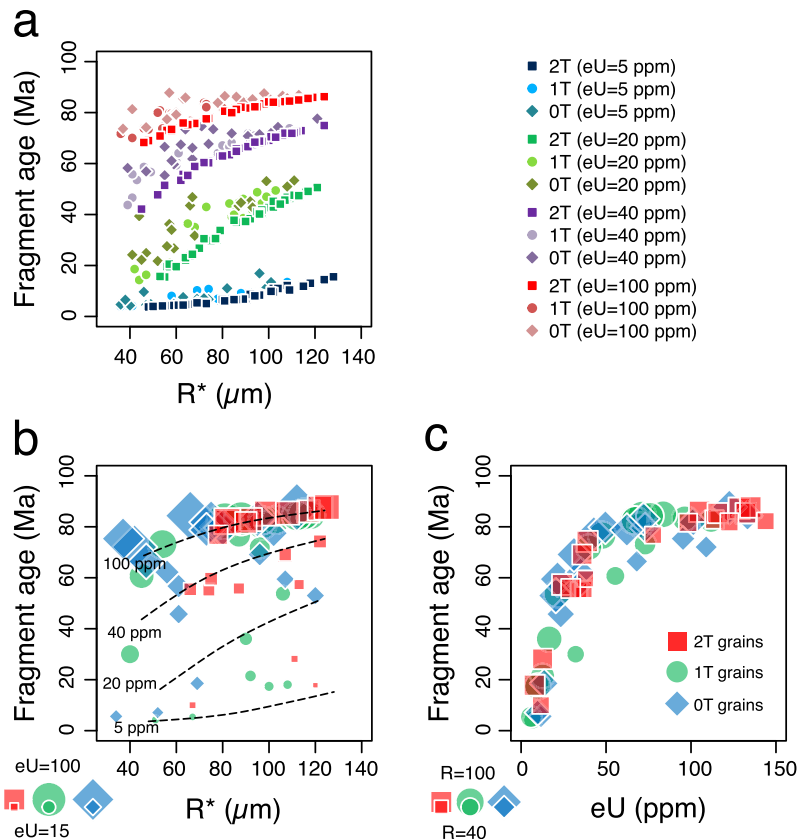 a
100
80
60
40
20
0
Fragment age (Ma)
40 60 80 100 120 140
R* (µm)
2T (eU=5 ppm)
1T (eU=5 ppm)
0T (eU=5 ppm)
2T (eU=20 ppm)
1T (eU=20 ppm)
0T (eU=20 ppm)
2T (eU=40 ppm)
1T (eU=40 ppm)
0T (eU=40 ppm)
2T (eU=100 ppm)
1T (eU=100 ppm)
0T (eU=100 ppm)
b
100
80
60
40
20
0
Fragment age (Ma)
100 ppm
40 ppm
20 ppm
5 ppm
40 60 80 100 120 140
R* (µm)
eU=100
eU=15
c
100
80
60
40
20
0
Fragment age (Ma)
2T grains
1T grains
0T grains
0 50 100 150
eU (ppm)
R=100
R=40